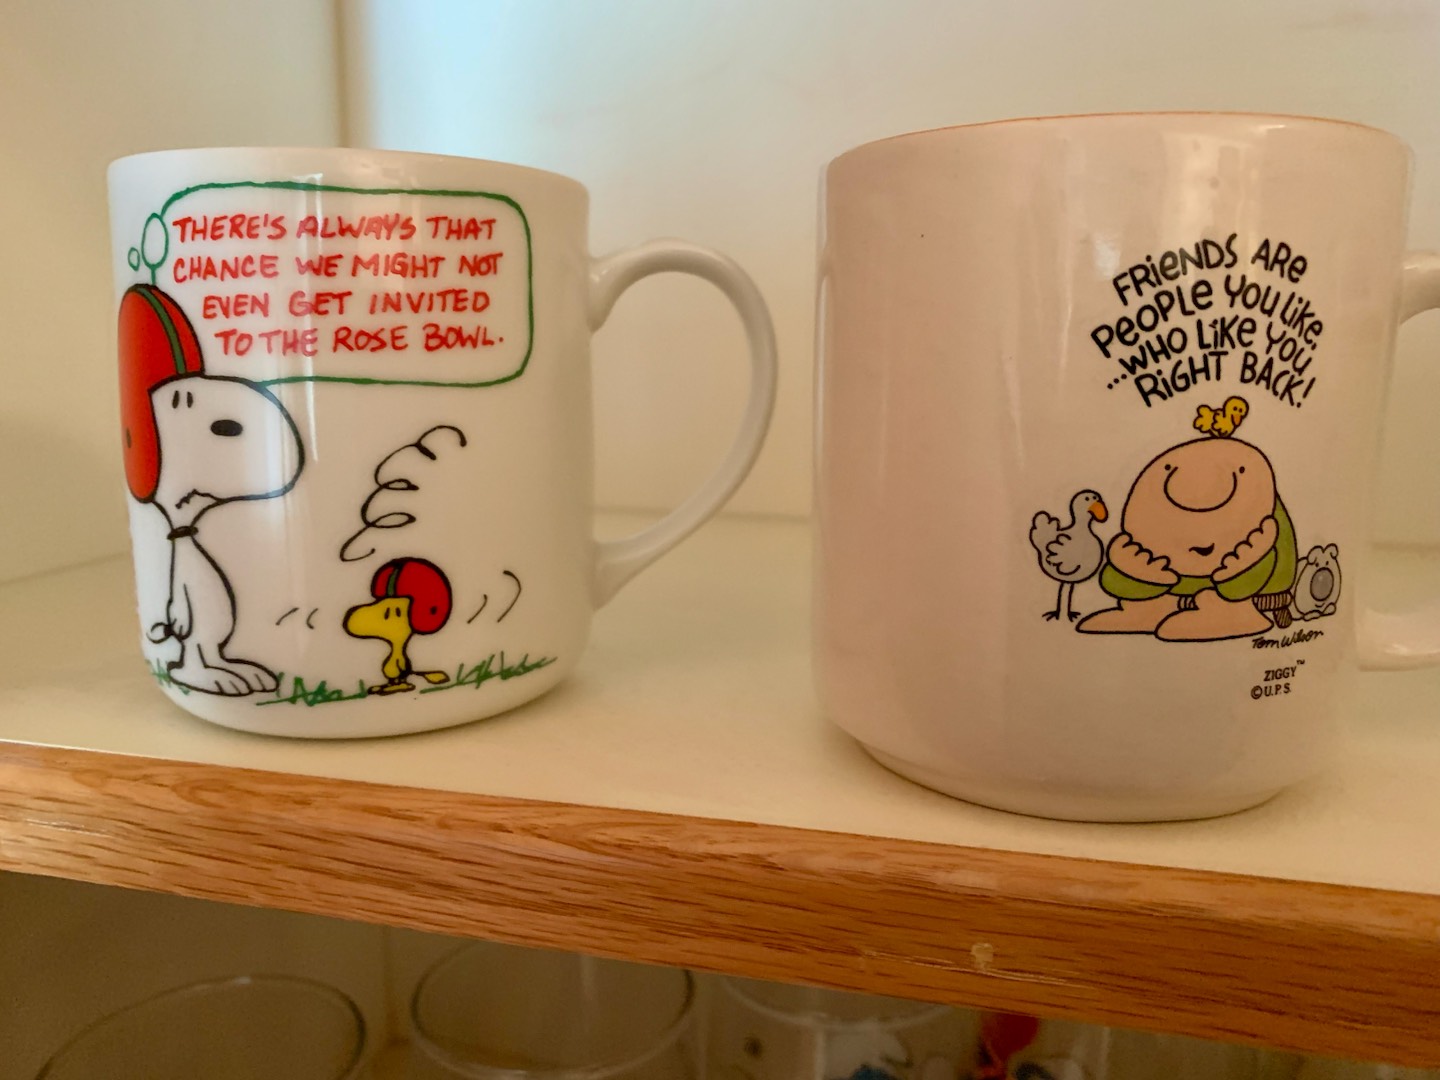 THERE'S ALWAYS THAT
CHANCE WE MIGHT NOT
EVEN GET INVITED
TO THE ROSE BOWL.
FRiENDS ARe
PeOPLe YOU Like,
...WHO LiKe YOU
RiGHT BACK!
Tom Wilson
ZIGGY™
© U.P.S.